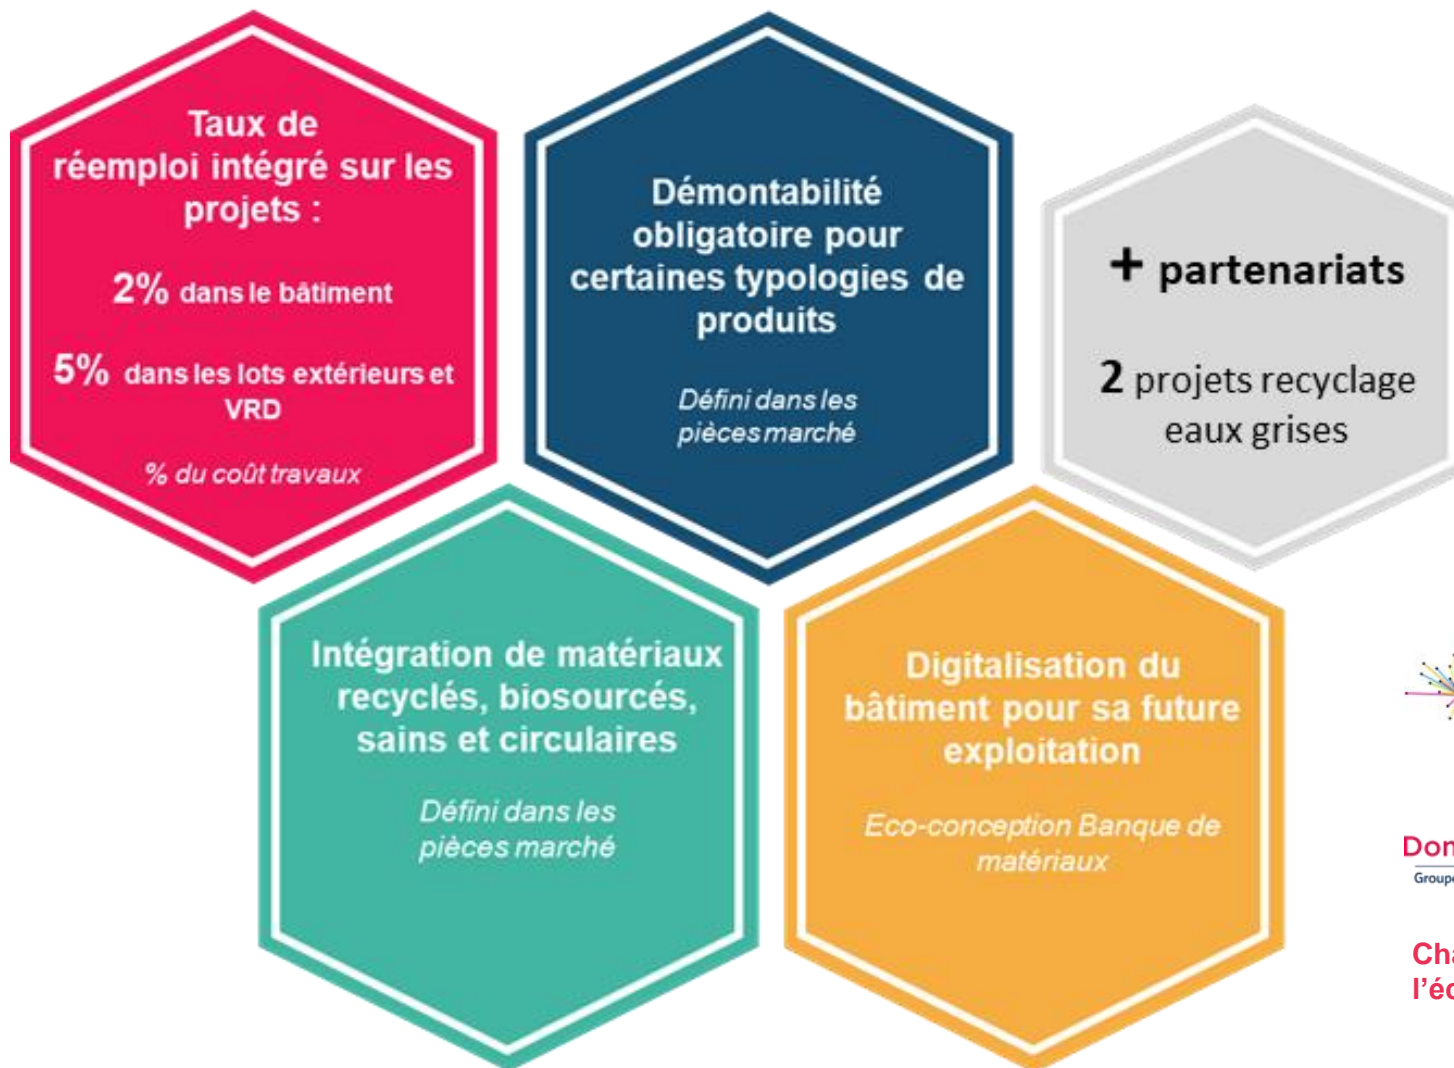 Taux de
réemploi intégré sur les
projets :
2% dans le bâtiment
5% dans les lots extérieurs et
VRD
% du coût travaux
Démontabilité
obligatoire pour
certaines typologies de
produits
Défini dans les
pièces marché
+ partenariats
2 projets recyclage
eaux grises
Intégration de matériaux
recyclés, biosourcés,
sains et circulaires
Défini dans les
pièces marché
Digitalisation du
bâtiment pour sa future
exploitation
Eco-conception Banque de
matériaux